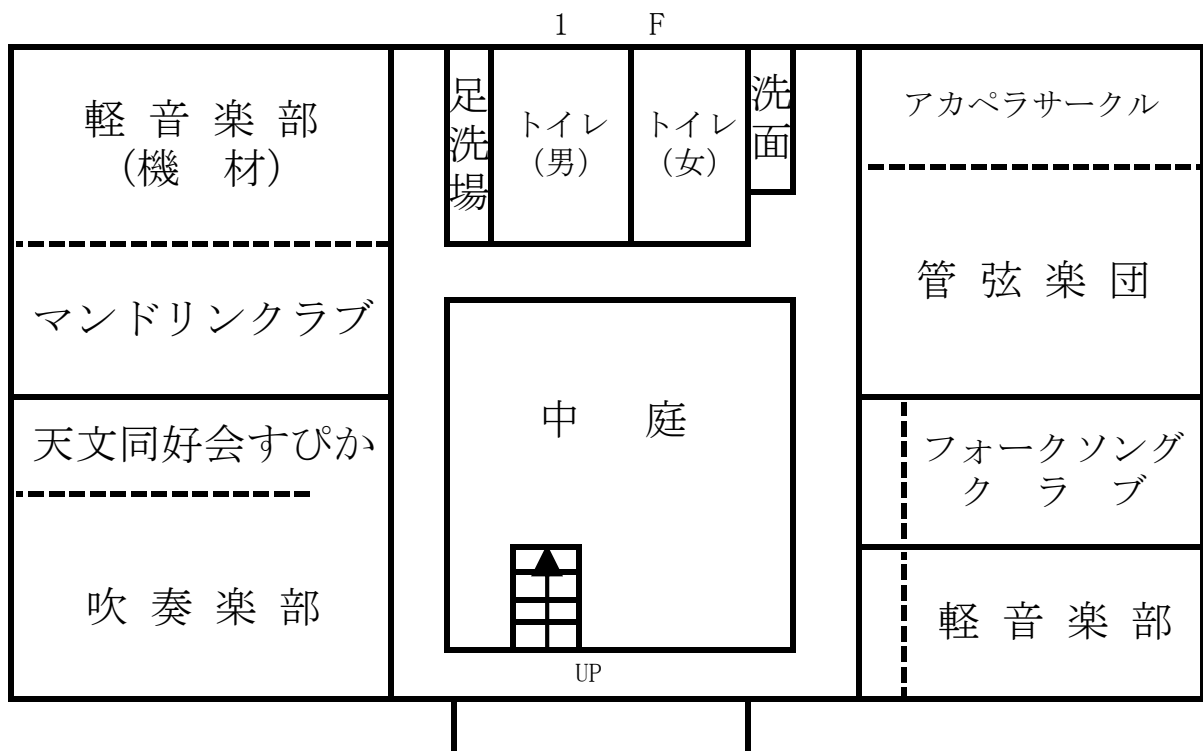 1 F
軽音楽部
(機 材)
足洗場
トイレ
(男)
トイレ
(女)
洗面
アカペラサークル
マンドリンクラブ
管弦楽団
天文同好会すぴか
中 庭
フォークソング
クラブ
吹奏楽部
軽音楽部
UP